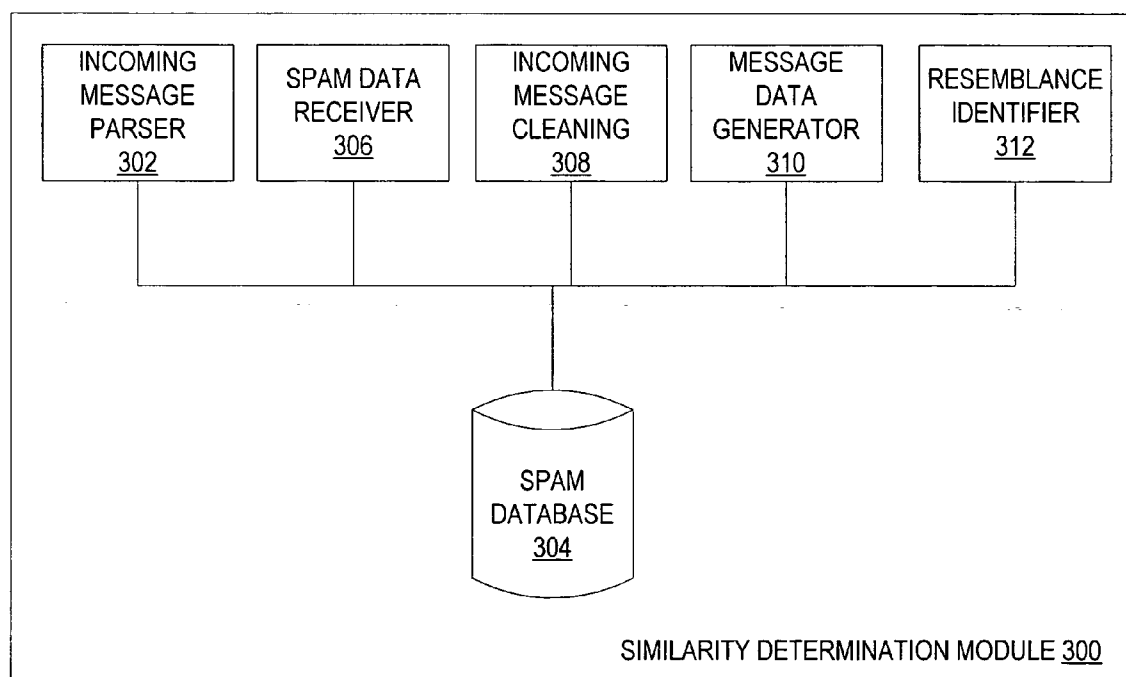 INCOMING
MESSAGE
PARSER
302
SPAM DATA
RECEIVER
306
INCOMING
MESSAGE
CLEANING
308
MESSAGE
DATA
GENERATOR
310
RESEMBLANCE
IDENTIFIER
312
SPAM
DATABASE
304
SIMILARITY DETERMINATION MODULE 300